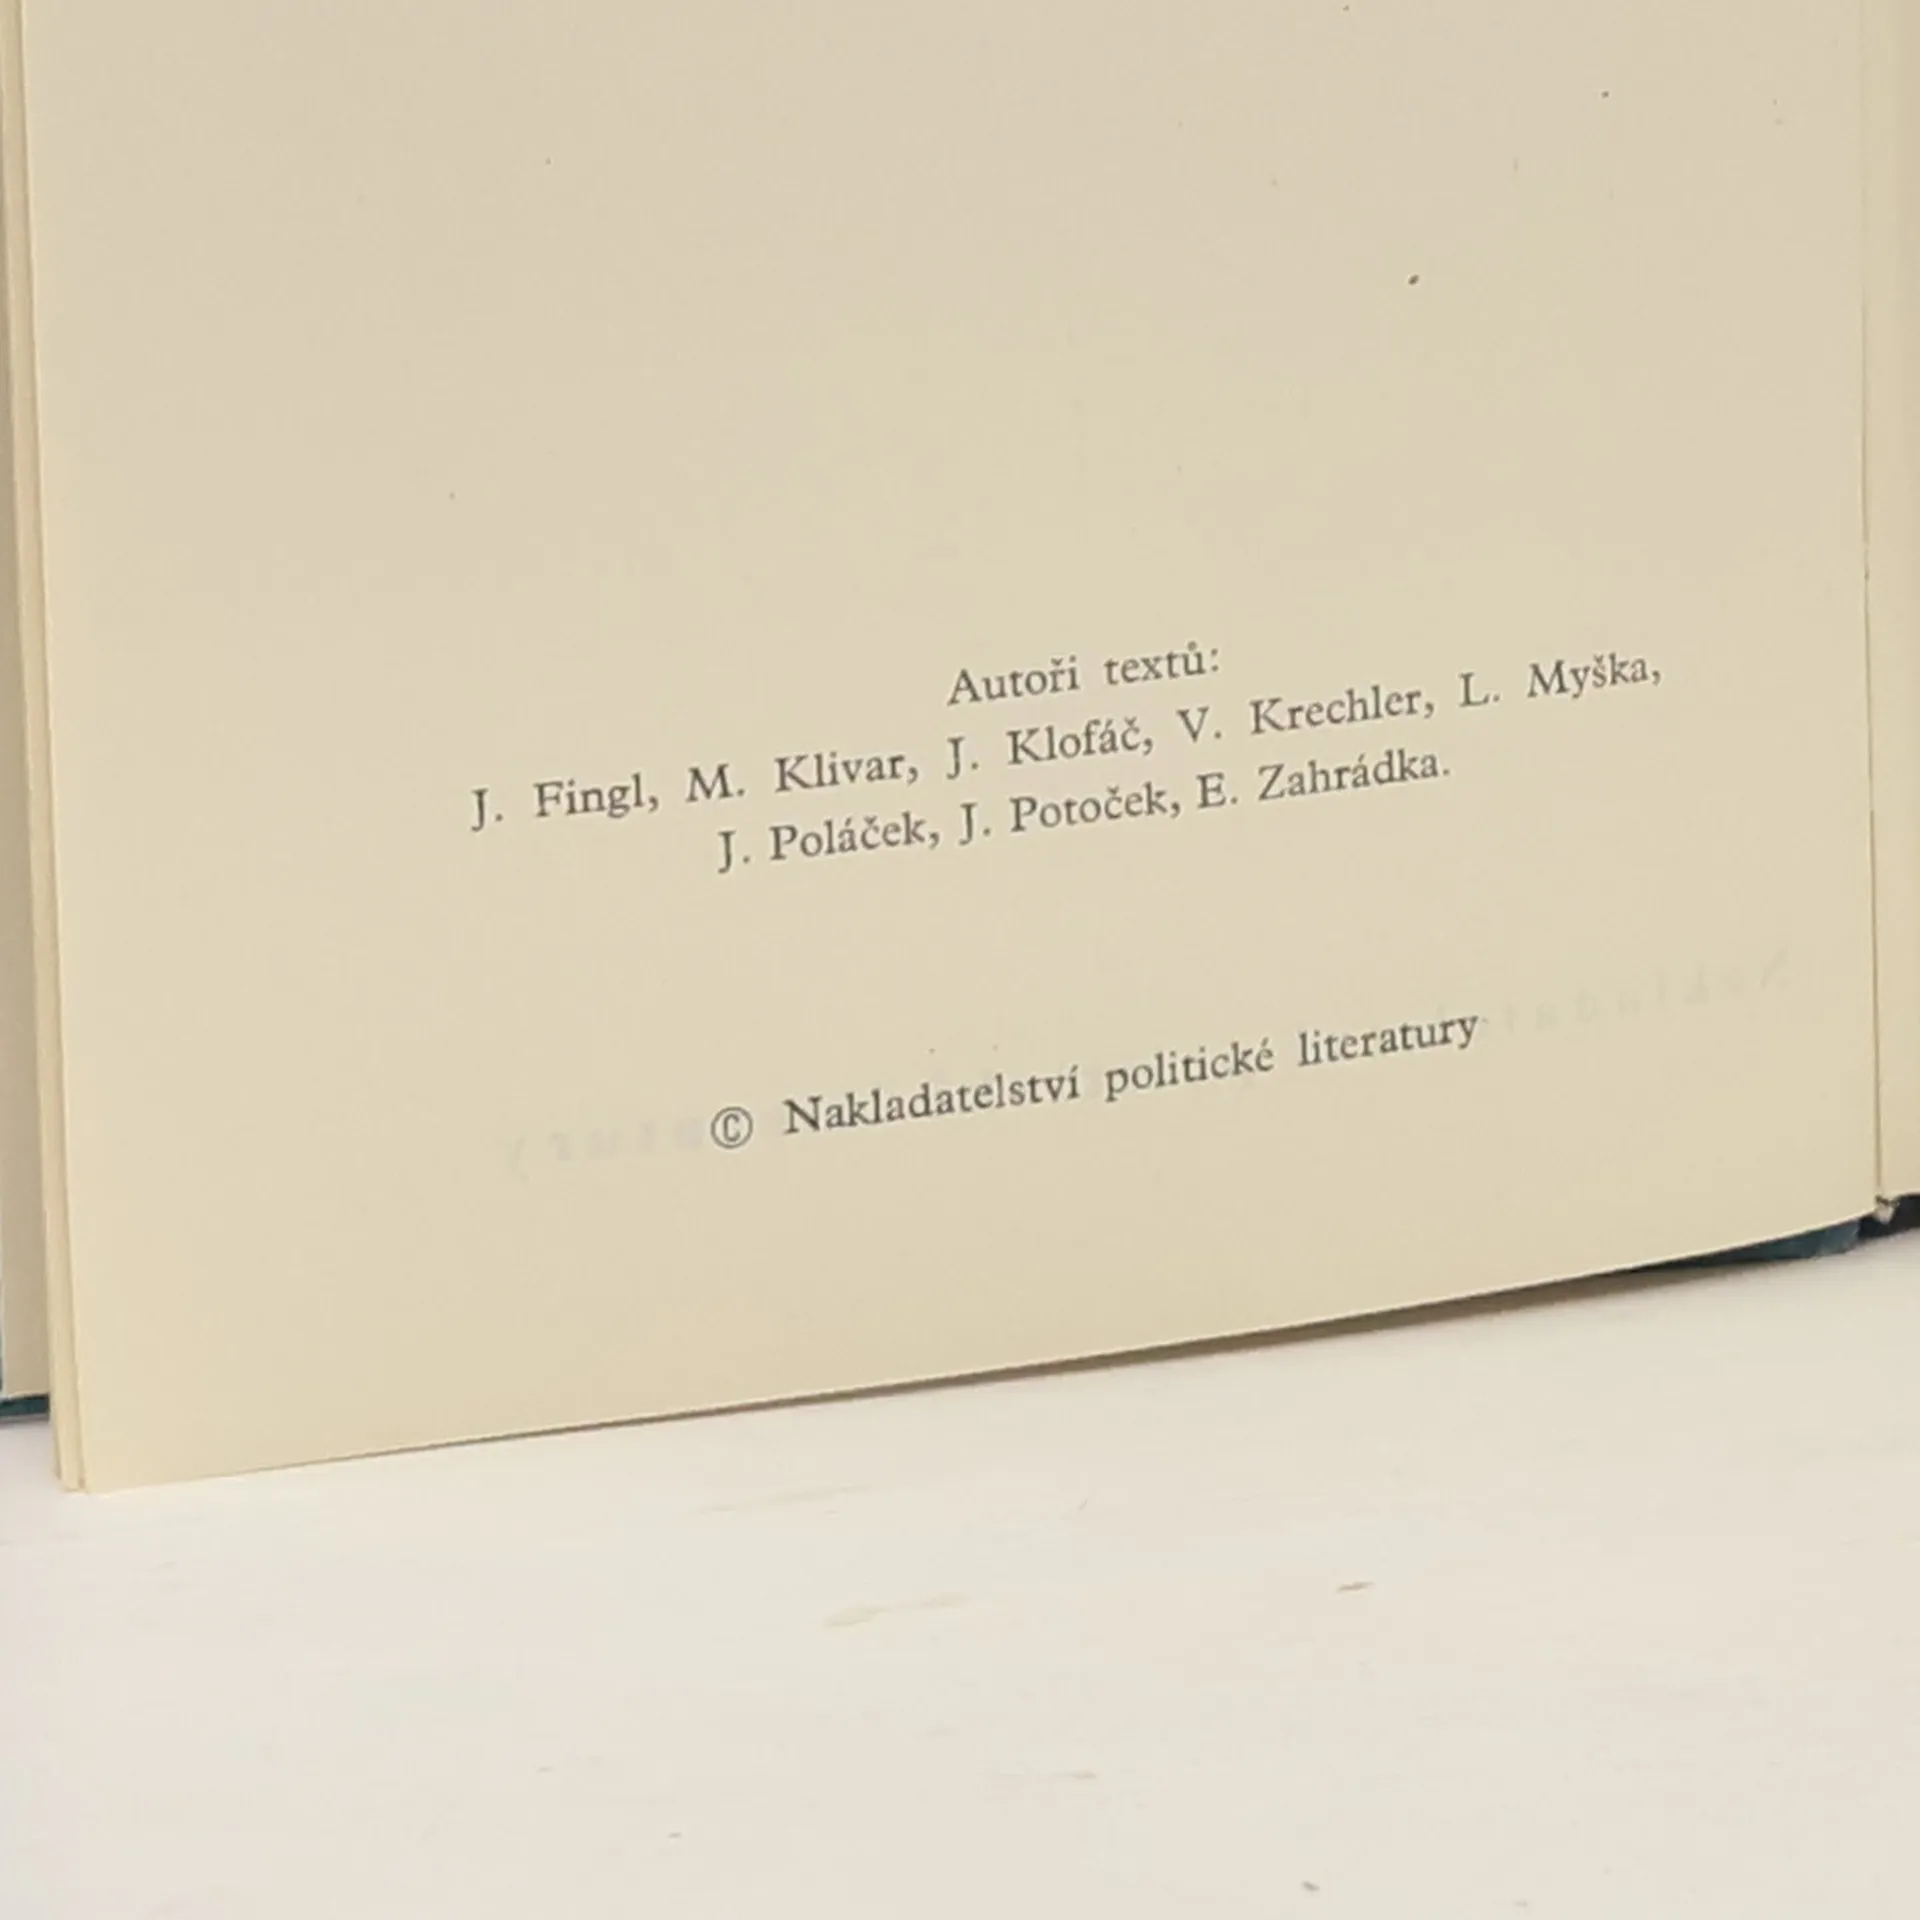 Autoři textů:
J. Fingl, M. Klivar, J. Klofáč, V. Krechler, L. Myška,
J. Poláček, J. Potoček, E. Zahrádka.
© Nakladatelství politické literatury